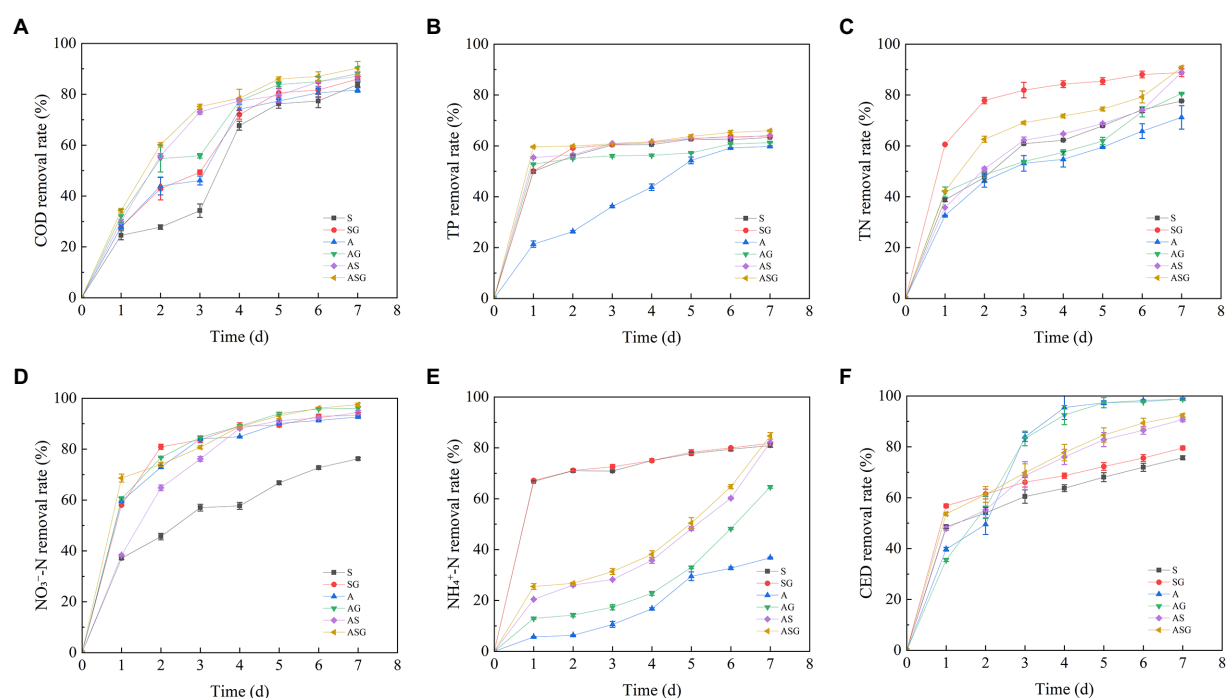 A
COD removal rate (%)
100
80
60
40
20
0
0 1 2 3 4 5 6 7 8
Time (d)
S
SG
A
AG
AS
ASG
B
TP removal rate (%)
100
80
60
40
20
0
0 1 2 3 4 5 6 7 8
Time (d)
S
SG
A
AG
AS
ASG
C
TN removal rate (%)
100
80
60
40
20
0
0 1 2 3 4 5 6 7 8
Time (d)
S
SG
A
AG
AS
ASG
D
NO₃⁻-N removal rate (%)
100
80
60
40
20
0
0 1 2 3 4 5 6 7 8
Time (d)
S
SG
A
AG
AS
ASG
E
NH₄⁺-N removal rate (%)
100
80
60
40
20
0
0 1 2 3 4 5 6 7 8
Time (d)
S
SG
A
AG
AS
ASG
F
CED removal rate (%)
100
80
60
40
20
0
0 1 2 3 4 5 6 7 8
Time (d)
S
SG
A
AG
AS
ASG